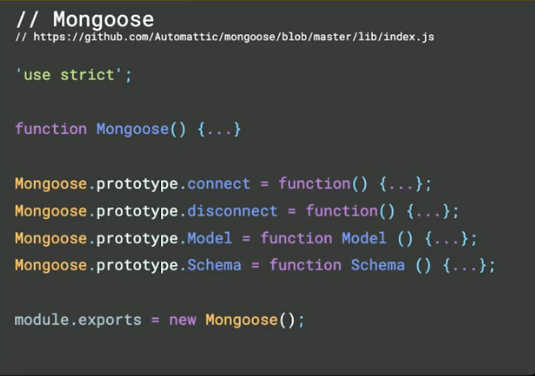 // Mongoose
// https://github.com/Automattic/mongoose/blob/master/lib/index.js
'use strict';
function Mongoose() {...}
Mongoose.prototype.connect = function() {...};
Mongoose.prototype.disconnect = function() {...};
Mongoose.prototype.Model = function Model () {...};
Mongoose.prototype.Schema = function Schema () {...};
module.exports = new Mongoose();